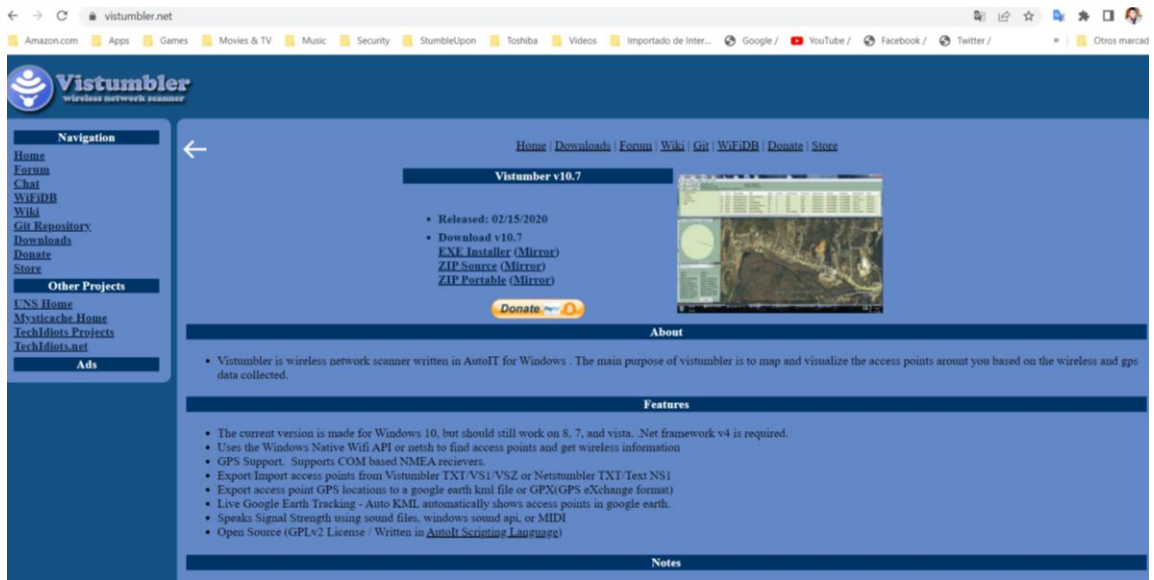 vistumbler.net
Amazon.com Apps Games Movies & TV Music Security StumbleUpon Toshiba Videos Importado de Inter... Google / YouTube / Facebook / Twitter / » Otros marcad
Vistumbler
wireless network scanner
Navigation
Home
Forum
Chat
WiFiDB
Wiki
Git Repository
Downloads
Donate
Store
Other Projects
UNS Home
Mysticache Home
TechIdiots Projects
TechIdiots.net
Ads
Home | Downloads | Forum | Wiki | Git | WiFiDB | Donate | Store
Vistumber v10.7
• Released: 02/15/2020
• Download v10.7
EXE Installer (Mirror)
ZIP Source (Mirror)
ZIP Portable (Mirror)
Donate
About
• Vistumbler is wireless network scanner written in AutoIT for Windows . The main purpose of vistumbler is to map and visualize the access points arount you based on the wireless and gps
data collected.
Features
• The current version is made for Windows 10, but should still work on 8, 7, and vista. .Net framework v4 is required.
• Uses the Windows Native Wifi API or netsh to find access points and get wireless information
• GPS Support. Supports COM based NMEA recievers.
• Export/Import access points from Vistumbler TXT/VS1/VSZ or Netstumbler TXT/Text NS1
• Export access point GPS locations to a google earth kml file or GPX(GPS eXchange format)
• Live Google Earth Tracking - Auto KML automatically shows access points in google earth.
• Speaks Signal Strength using sound files, windows sound api, or MIDI
• Open Source (GPLv2 License / Written in AutoIt Scripting Language)
Notes